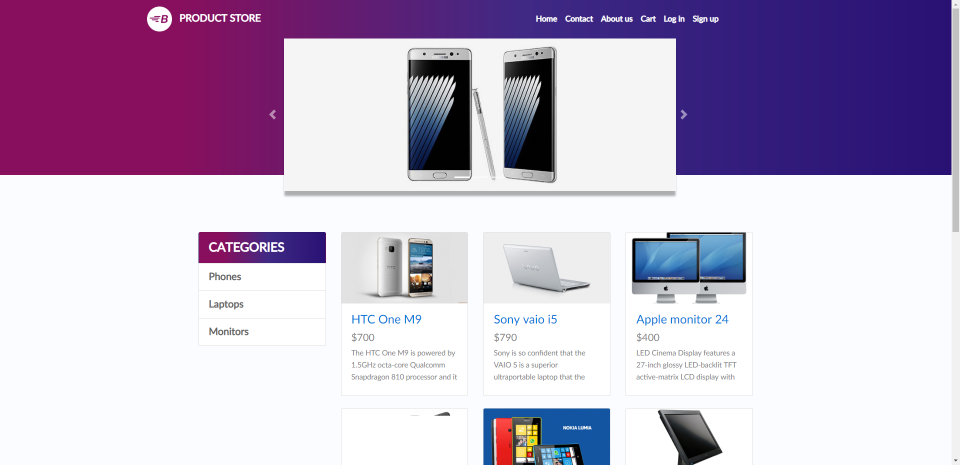 B PRODUCT STORE
Home Contact About us Cart Log in Sign up
CATEGORIES
Phones
Laptops
Monitors
HTC One M9
$700
The HTC One M9 is powered by
1.5GHz octa-core Qualcomm
Snapdragon 810 processor and it
Sony vaio i5
$790
Sony is so confident that the
VAIO S is a superior
ultraportable laptop that the
Apple monitor 24
$400
LED Cinema Display features a
27-inch glossy LED-backlit TFT
active-matrix LCD display with
NOKIA LUMIA